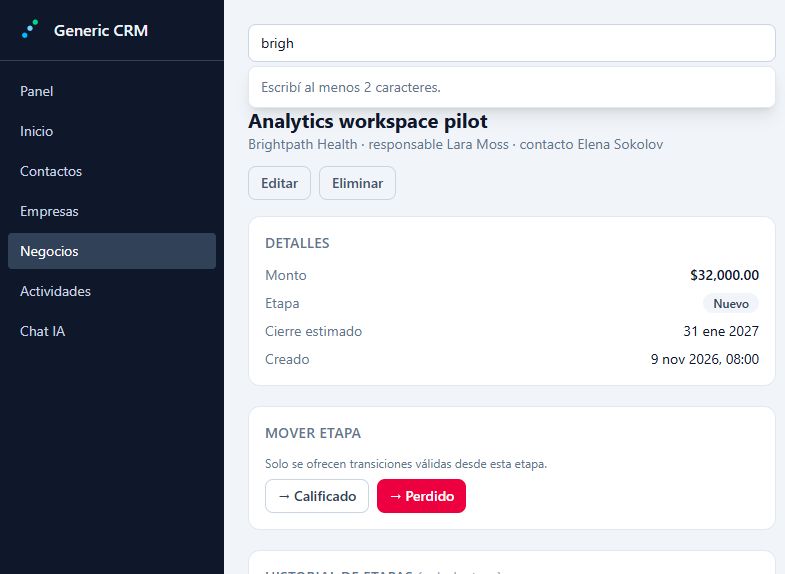 Generic CRM
Panel
Inicio
Contactos
Empresas
Negocios
Actividades
Chat IA
brigh
Escribí al menos 2 caracteres.
Analytics workspace pilot
Brightpath Health · responsable Lara Moss · contacto Elena Sokolov
Editar
Eliminar
DETALLES
Monto $32,000.00
Etapa Nuevo
Cierre estimado 31 ene 2027
Creado 9 nov 2026, 08:00
MOVER ETAPA
Solo se ofrecen transiciones válidas desde esta etapa.
→ Calificado
→ Perdido
HISTORIAL DE ETAPAS